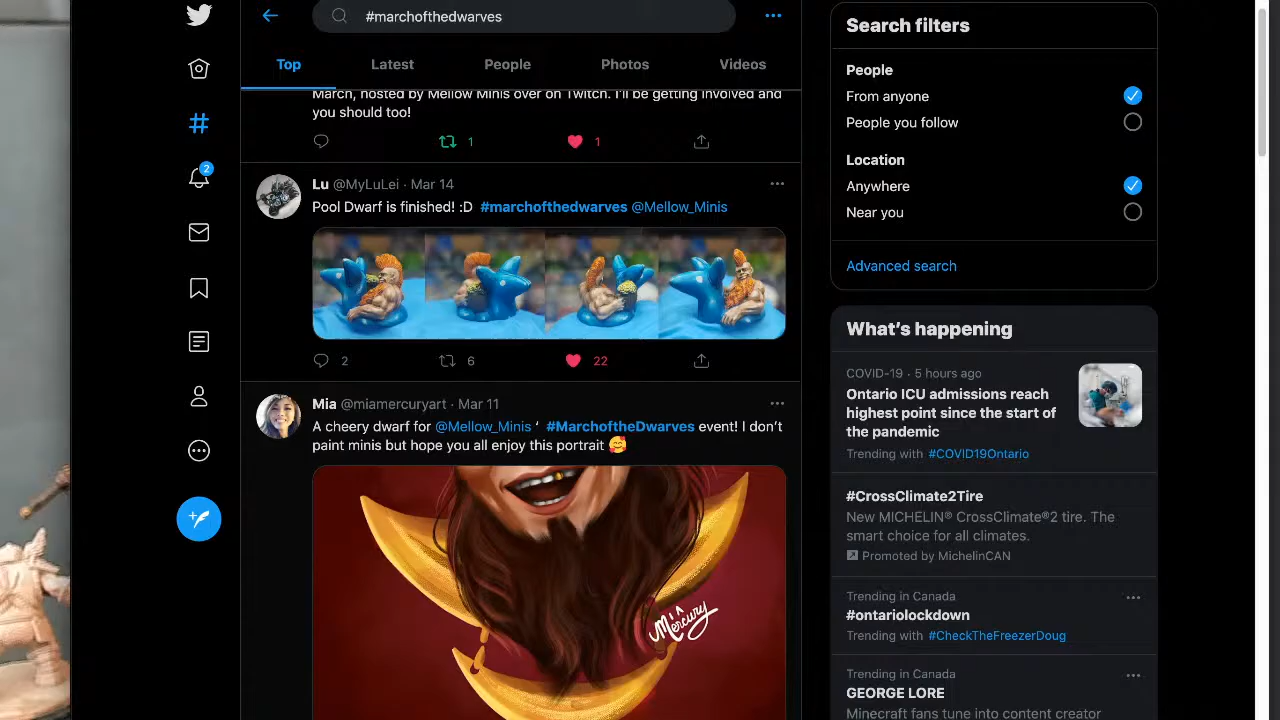 #marchofthedwarves
Top
Latest
People
Photos
Videos
March, hosted by Mellow Minis over on Twitch. I'll be getting involved and
you should too!
1
1
Lu @MyLuLei · Mar 14
Pool Dwarf is finished! :D #marchofthedwarves @Mellow_Minis
2
6
22
Mia @miamercuryart · Mar 11
A cheery dwarf for @Mellow_Minis ‘ #MarchoftheDwarves event! I don’t
paint minis but hope you all enjoy this portrait 🥰
Mercury
2
Search filters
People
From anyone
People you follow
Location
Anywhere
Near you
Advanced search
What’s happening
COVID-19 · 5 hours ago
Ontario ICU admissions reach
highest point since the start of
the pandemic
Trending with #COVID19Ontario
#CrossClimate2Tire
New MICHELIN® CrossClimate®2 tire. The
smart choice for all climates.
Promoted by MichelinCAN
Trending in Canada
#ontariolockdown
Trending with #CheckTheFreezerDoug
Trending in Canada
GEORGE LORE
Minecraft fans tune into content creator